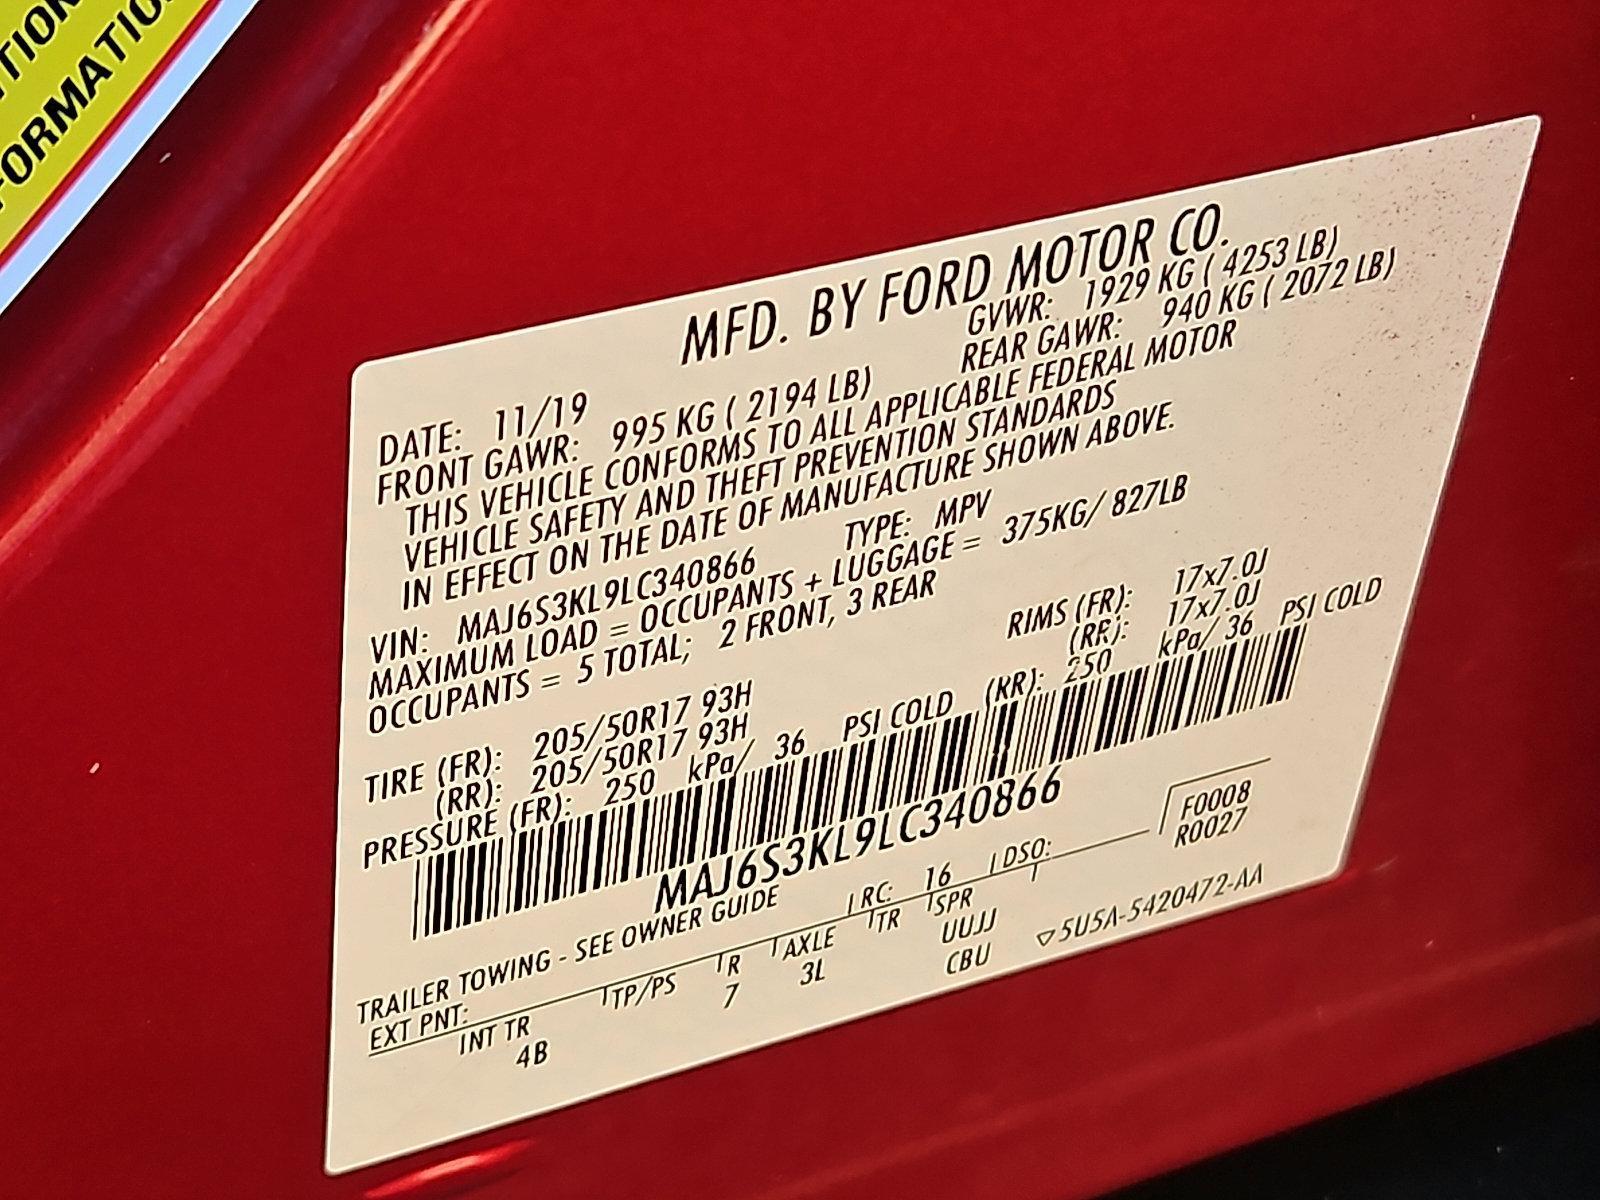 TION
FORMATION
MFD. BY FORD MOTOR CO.
DATE: 11/19 GVWR: 1929 KG ( 4253 LB)
FRONT GAWR: 995 KG ( 2194 LB) REAR GAWR: 940 KG ( 2072 LB)
THIS VEHICLE CONFORMS TO ALL APPLICABLE FEDERAL MOTOR
VEHICLE SAFETY AND THEFT PREVENTION STANDARDS
IN EFFECT ON THE DATE OF MANUFACTURE SHOWN ABOVE.
VIN: MAJ6S3KL9LC340866 TYPE: MPV
MAXIMUM LOAD = OCCUPANTS + LUGGAGE = 375KG/ 827LB
OCCUPANTS = 5 TOTAL; 2 FRONT, 3 REAR
TIRE (FR): 205/50R17 93H RIMS (FR): 17x7.0J
(RR): 205/50R17 93H (RR): 17x7.0J
PRESSURE (FR): 250 kPa/ 36 PSI COLD (RR): 250 kPa/ 36 PSI COLD
MAJ6S3KL9LC340866
F0008
R0027
TRAILER TOWING - SEE OWNER GUIDE
EXT PNT: RC: 16 DSO:
INT TR TP/PS R AXLE TR SPR
4B 7 3L UUJJ
CBU
▽5U5A-5420472-AA